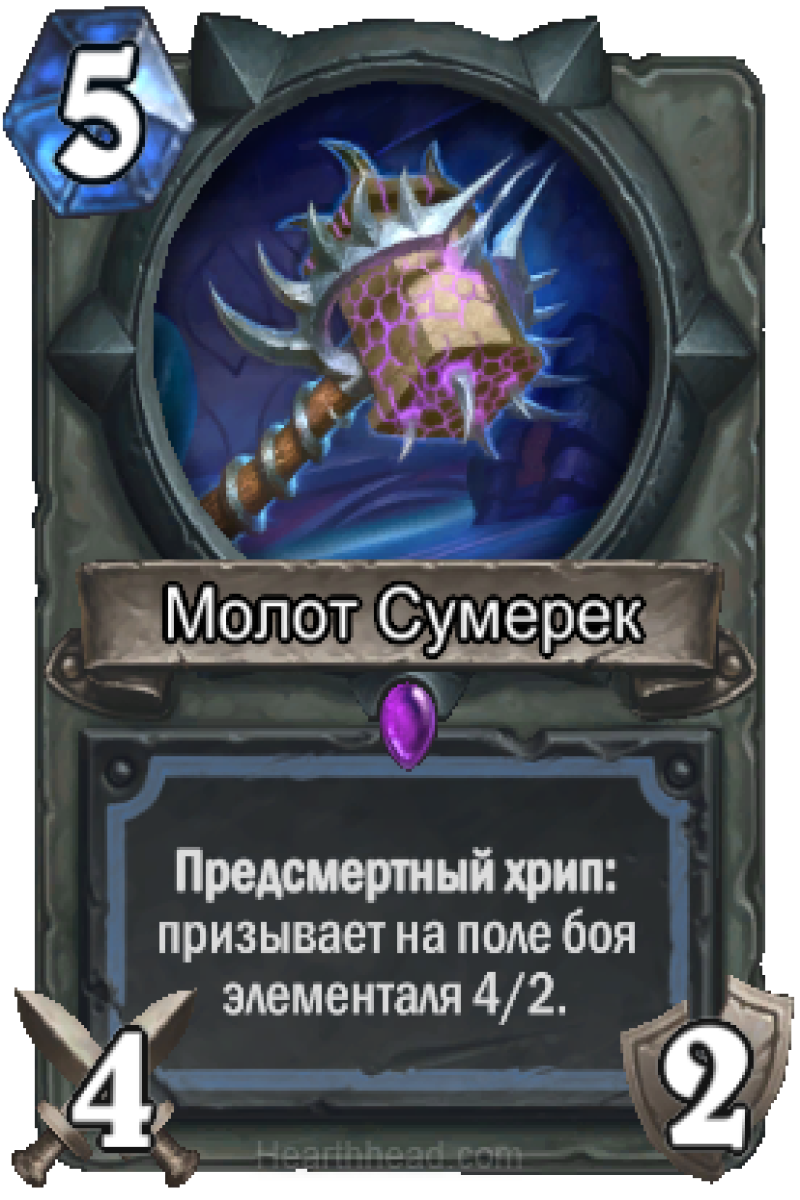 5
Молот Сумерек
Предсмертный хрип:
призывает на поле боя
элементаля 4/2.
4
2
Hearthhead.com